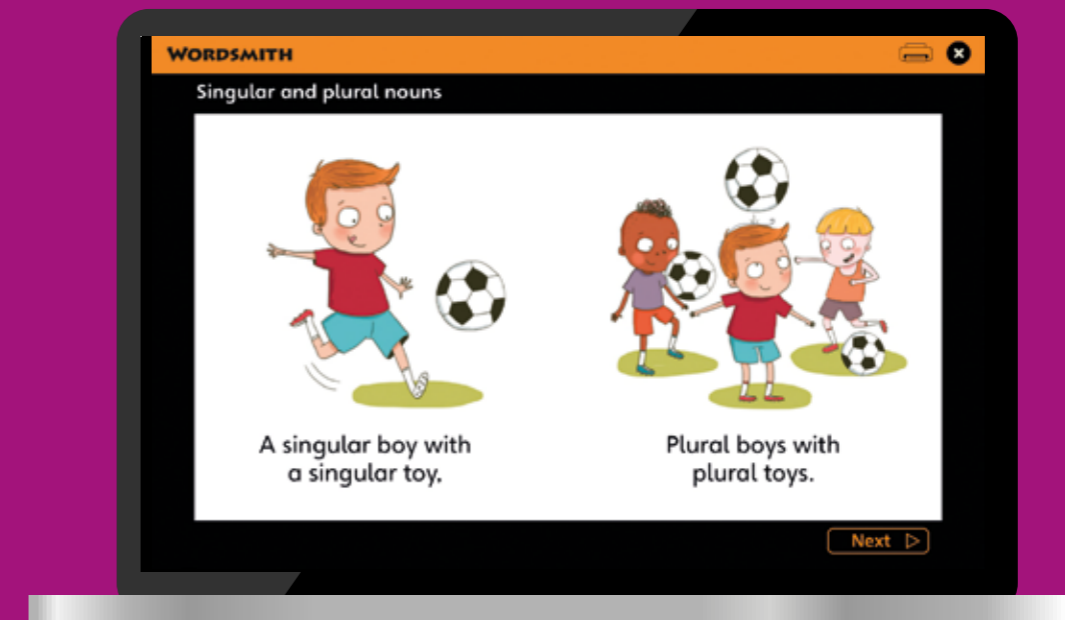 WORDSMITH
Singular and plural nouns
A singular boy with
a singular toy,
Plural boys with
plural toys.
Next